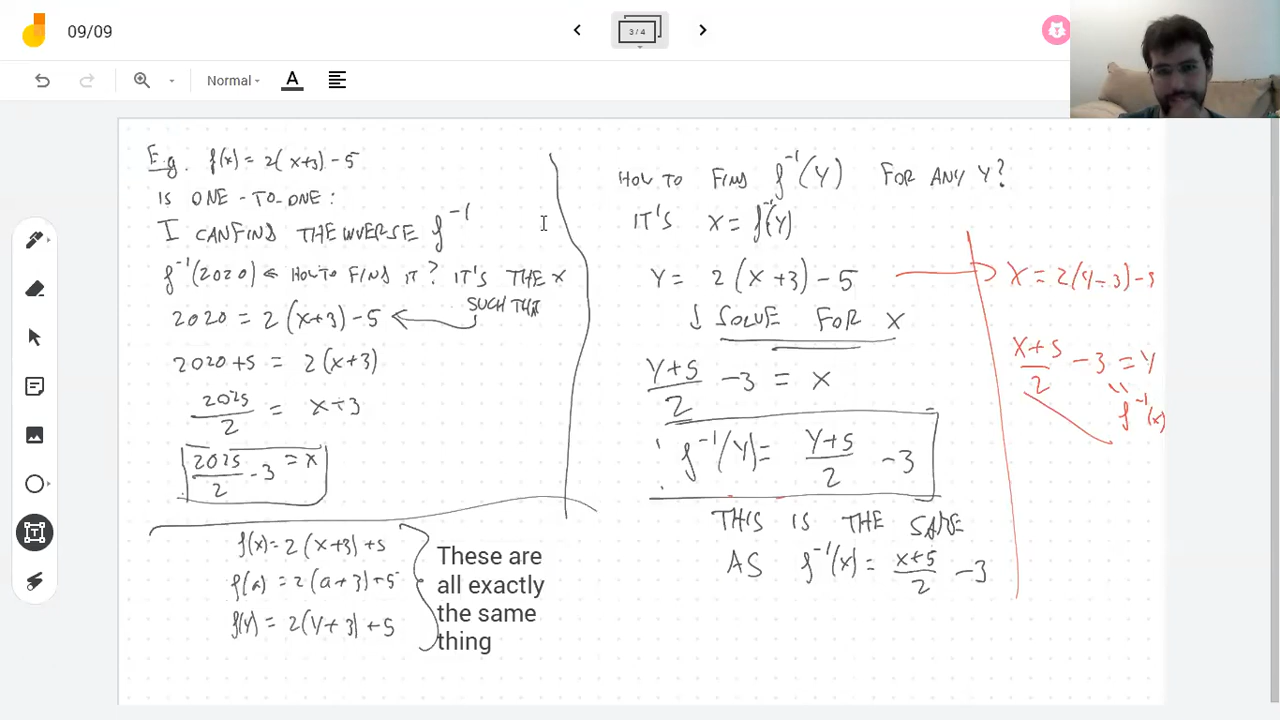 09/09
3 / 4
Normal
A
E.g. f(x) = 2(x+3) - 5
IS ONE-TO-ONE:
I CAN FIND THE INVERSE f^{-1}
f^{-1}(2020) ← HOW TO FIND IT? IT'S THE X
SUCH THAT
2020 = 2(x+3) - 5 ←
2020+5 = 2(x+3)
2025/2 = x+3
2025/2 - 3 = x
f(x) = 2(x+3)+5
f(a) = 2(a+3)+5
f(y) = 2(y+3)+5
These are
all exactly
the same
thing
HOW TO FIND f^{-1}(Y) FOR ANY Y?
IT'S X = f^{-1}(Y)
Y = 2(X+3) - 5
↓ SOLVE FOR X
Y+5/2 - 3 = X
f^{-1}(Y) = Y+5/2 - 3
THIS IS THE SAME
AS f^{-1}(x) = x+5/2 - 3
→ X = 2(Y+3)-5
X+5/2 - 3 = Y
"
f^{-1}(x)